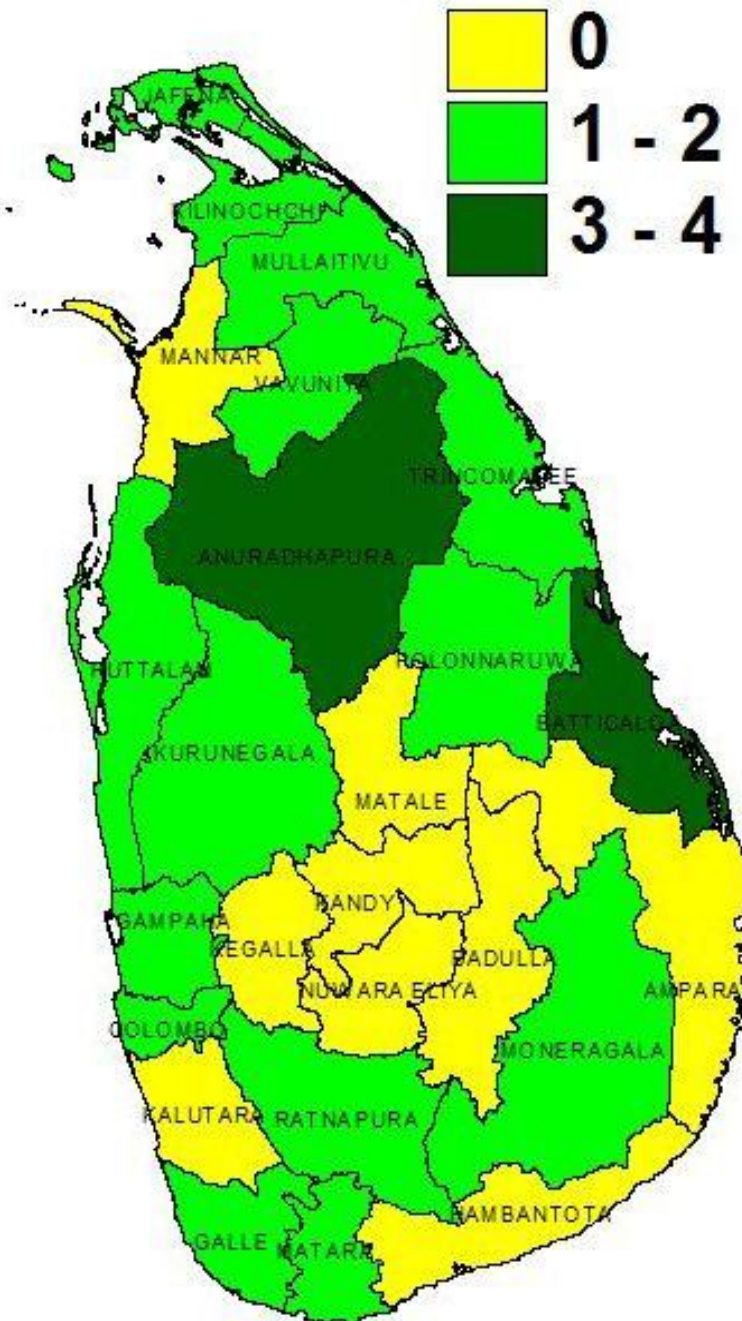 0
1 - 2
3 - 4
JAFFNA
KILINOCHCHI
MULLAITIVU
MANNAR
VAVUNIYA
TRINCOMALEE
ANURADHAPURA
PUTTALAM
POLONNARUWA
BATTICALOA
KURUNEGALA
MATALE
KANDY
GAMPAHA
KEGALLA
BADULLA
NUWARA ELIYA
AMPARA
COLOMBO
MONERAGALA
KALUTARA
RATNAPURA
HAMBANTOTA
GALLE
MATARA